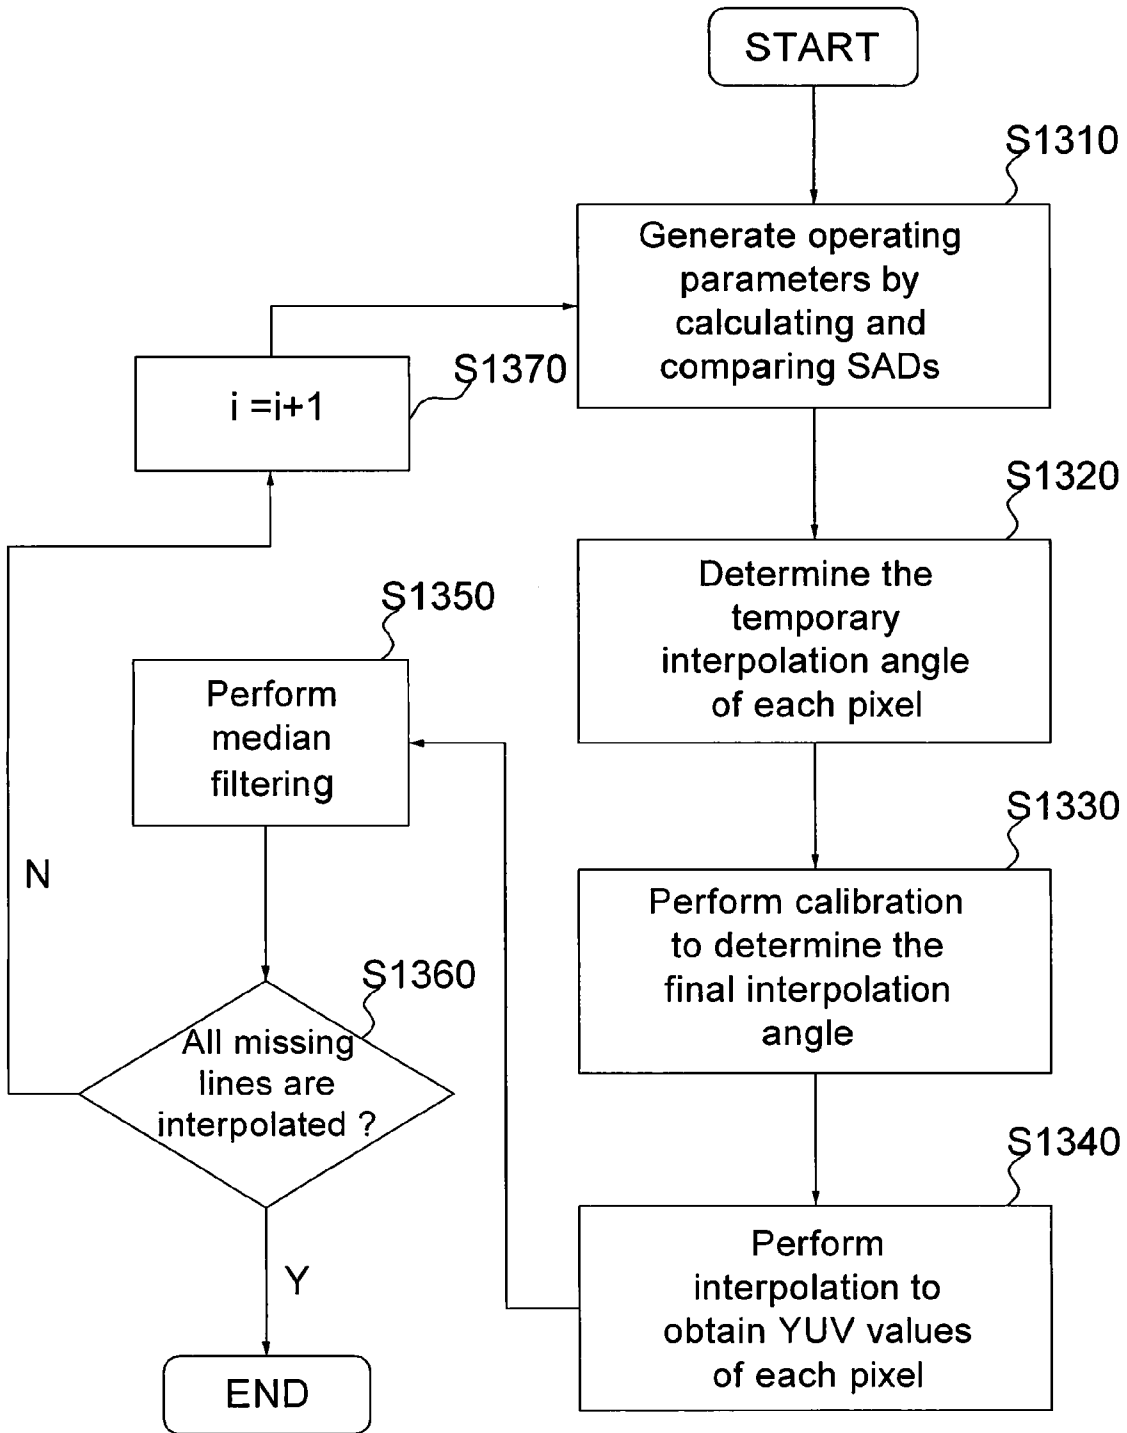 START
S1310
Generate operating
parameters by
calculating and
comparing SADs
S1370
i =i+1
S1320
Determine the
temporary
interpolation angle
of each pixel
S1350
Perform
median
filtering
S1330
Perform calibration
to determine the
final interpolation
angle
N
S1360
All missing
lines are
interpolated ?
S1340
Perform
interpolation to
obtain YUV values
of each pixel
Y
END